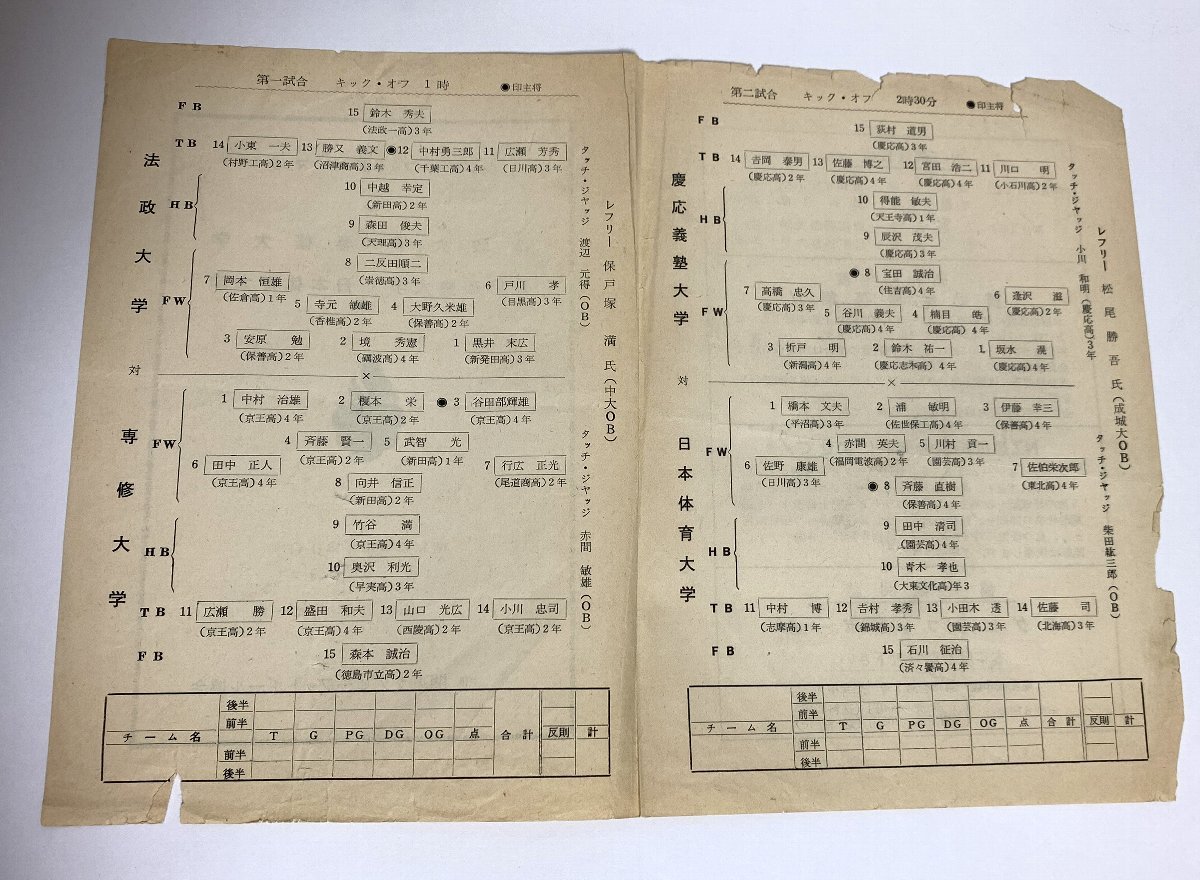 第一試合 キック・オフ 1時 ●印主将
FB
15 鈴木 秀夫
(法政一高)3年
TB 14 小東 一夫 13 勝又 義文 ●12 中村勇三郎 11 広瀬 芳秀
(村野工高)2年 (沼津商高)3年 (千葉工高)4年 (日川高)3年
法政大学
HB
10 中越 幸定
(新田高)2年
9 森田 俊夫
(天理高)3年
FW
8 二反田順二
(崇徳高)3年
7 岡本 恒雄 6 戸川 孝
(佐倉高)1年 (目黒高)3年
5 寺元 敏雄 4 大野久米雄
(香椎高)2年 (保善高)2年
3 安原 勉 2 境 秀憲 1 黒井 末広
(保善高)2年 (礪波高)4年 (新発田高)3年
対
×
専修大学
FW
1 中村 治雄 2 榎本 栄 ●3 谷田部輝雄
(京王高)4年 (京王高)2年 (京王高)4年
4 斉藤 賢一 5 武智 光
(京王高)2年 (新田高)1年
6 田中 正人 7 行広 正光
(京王高)4年 (尾道商高)2年
8 向井 信正
(新田高)2年
HB
9 竹谷 満
(京王高)4年
10 奥沢 利光
(早実高)3年
TB 11 広瀬 勝 12 盛田 和夫 13 山口 光広 14 小川 忠司
(京王高)2年 (京王高)4年 (西陵高)2年 (京王高)2年
FB
15 森本 誠治
(徳島市立高)2年
タッチ・ジャッジ 渡辺 元得(OB)
レフリー 保戸塚 満氏(中大OB)
タッチ・ジャッジ 赤間 敏雄(OB)
後半
前半
チーム名 T G PG DG OG 点 合計 反則 計
前半
後半
第二試合 キック・オフ 2時30分 ●印主将
FB
15 荻村 道男
(慶応高)3年
TB 14 吉岡 泰男 13 佐藤 博之 12 宮田 浩二 11 川口 明
(慶応高)2年 (慶応高)4年 (慶応高)4年 (小石川高)2年
慶応義塾大学
HB
10 得能 敏夫
(天王寺高)1年
9 辰沢 茂夫
(慶応高)3年
FW
●8 宝田 誠治
(住吉高)4年
7 高橋 忠久 6 逢沢 滋
(慶応高)3年 (慶応高)2年
5 谷川 義夫 4 楠目 皓
(慶応高)4年 (慶応高)4年
3 折戸 明 2 鈴木 祐一 1 坂水 滉
(新潟高)4年 (慶応志木高)4年 (慶応高)4年
対
×
日本体育大学
FW
1 橋本 文夫 2 浦 敏明 3 伊藤 幸三
(平沼高)3年 (佐世保工高)4年 (保善高)4年
4 赤間 英夫 5 川村 貢一
(福岡電波高)2年 (園芸高)3年
6 佐野 康雄 7 佐伯栄次郎
(日川高)3年 (東北高)4年
●8 斉藤 直樹
(保善高)4年
HB
9 田中 清司
(園芸高)4年
10 青木 孝也
(大東文化高)年3
TB 11 中村 博 12 吉村 孝秀 13 小田木 透 14 佐藤 司
(志摩高)1年 (錦城高)3年 (園芸高)3年 (北海高)3年
FB
15 石川 征治
(済々黌高)4年
タッチ・ジャッジ 小川 和明(慶応高)3年
レフリー 松尾 勝吾氏(成城大OB)
タッチ・ジャッジ 柴田紘三郎(OB)
後半
前半
チーム名 T G PG DG OG 点 合計 反則 計
前半
後半